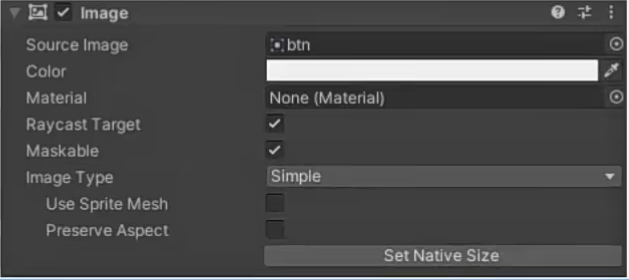 Image
Source Image btn
Color
Material None (Material)
Raycast Target
Maskable
Image Type Simple
Use Sprite Mesh
Preserve Aspect
Set Native Size